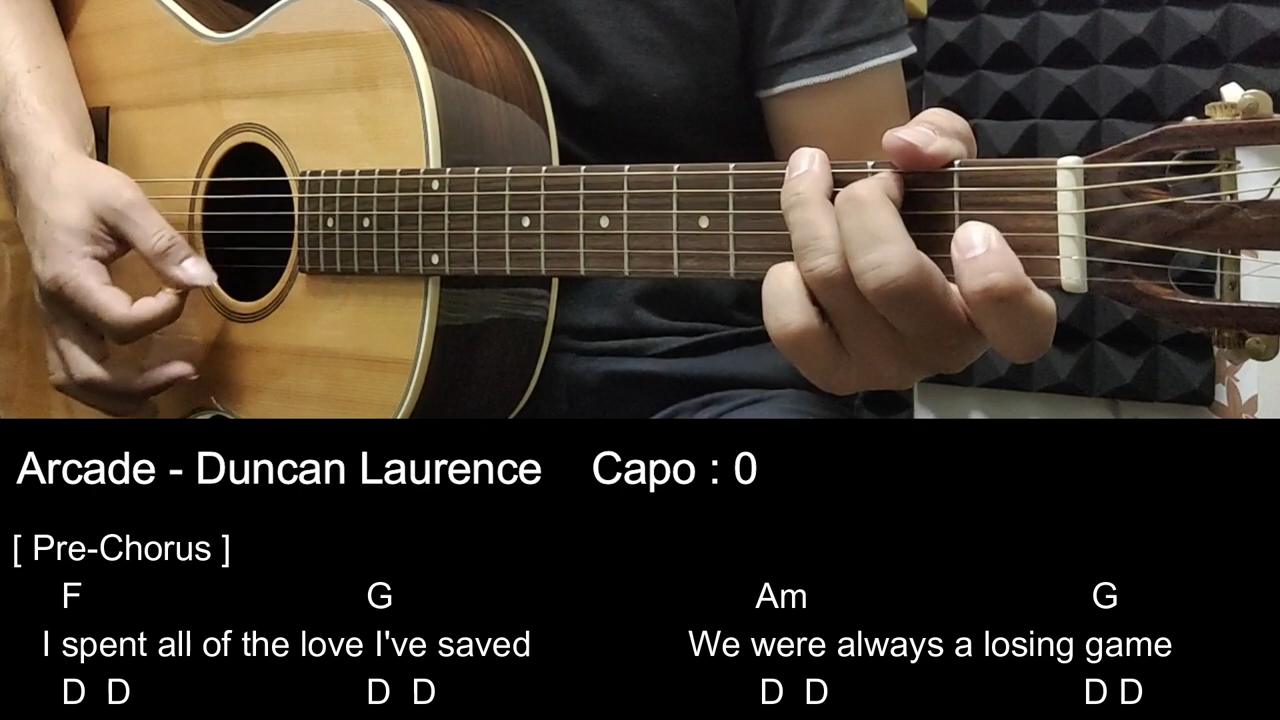 Arcade - Duncan Laurence Capo : 0
[ Pre-Chorus ]
F G Am G
I spent all of the love I've saved We were always a losing game
D D D D D D D D